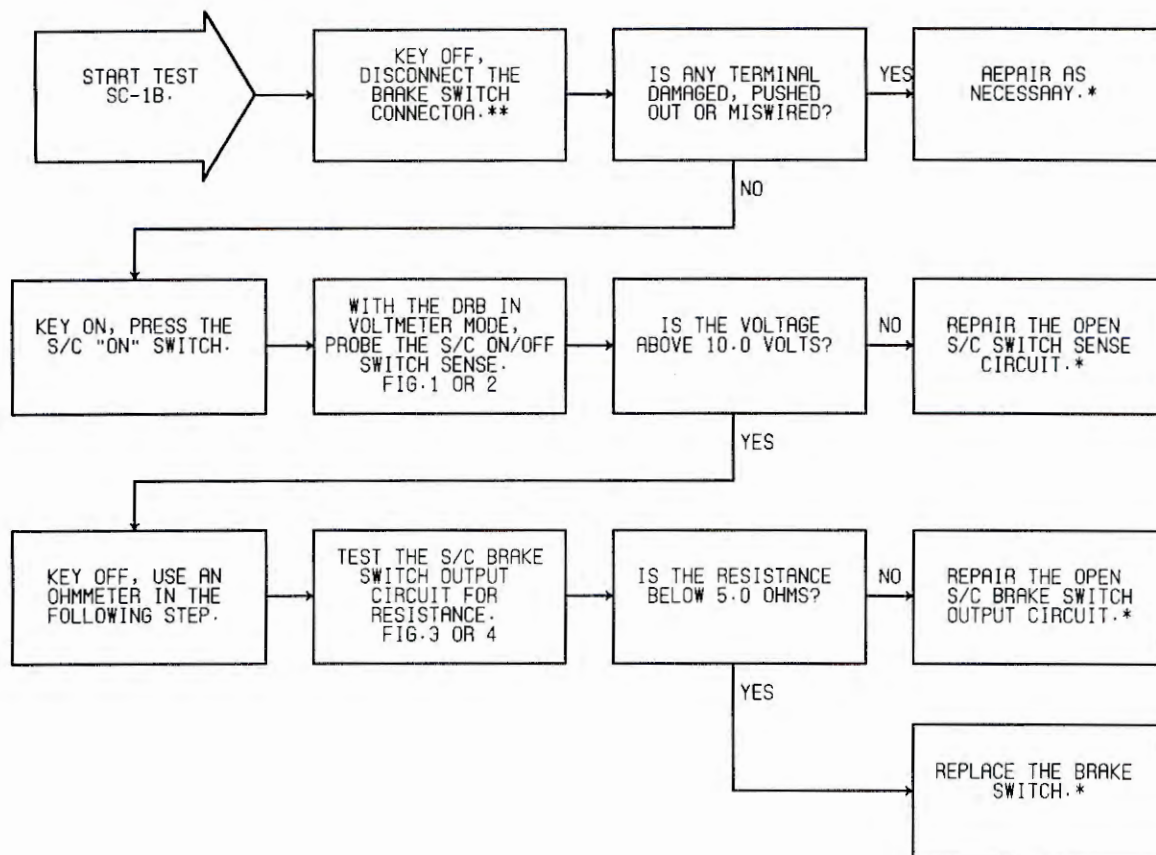 START TEST
SC-1B.
KEY OFF,
DISCONNECT THE
BRAKE SWITCH
CONNECTOR.**
IS ANY TERMINAL
DAMAGED, PUSHED
OUT OR MISWIRED?
YES
REPAIR AS
NECESSARY.*
NO
KEY ON, PRESS THE
S/C "ON" SWITCH.
WITH THE DRB IN
VOLTMETER MODE,
PROBE THE S/C ON/OFF
SWITCH SENSE.
FIG.1 OR 2
IS THE VOLTAGE
ABOVE 10.0 VOLTS?
NO
REPAIR THE OPEN
S/C SWITCH SENSE
CIRCUIT.*
YES
KEY OFF, USE AN
OHMMETER IN THE
FOLLOWING STEP.
TEST THE S/C BRAKE
SWITCH OUTPUT
CIRCUIT FOR
RESISTANCE.
FIG.3 OR 4
IS THE RESISTANCE
BELOW 5.0 OHMS?
NO
REPAIR THE OPEN
S/C BRAKE SWITCH
OUTPUT CIRCUIT.*
YES
REPLACE THE BRAKE
SWITCH.*